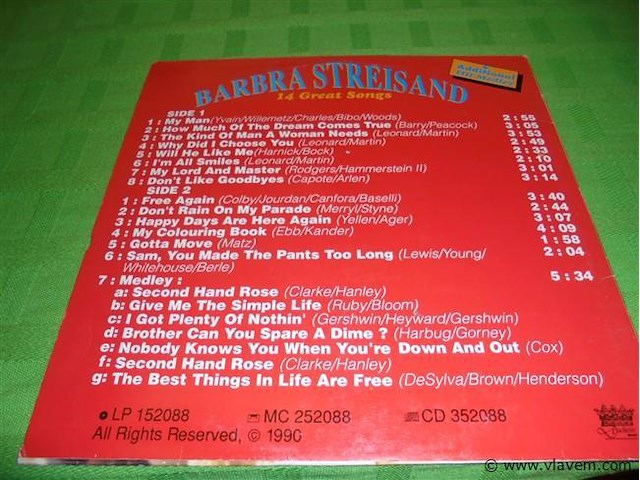 BARBRA STREISAND
14 Great Songs
Additional
Hit-Medley
SIDE 1
1 : My Man (Yvain/Willemetz/Charles/Bibo/Woods) 2 : 55
2 : How Much Of The Dream Comes True (Barry/Peacock) 3 : 05
3 : The Kind Of Man A Woman Needs (Leonard/Martin) 3 : 53
4 : Why Did I Choose You (Leonard/Martin) 2 : 49
5 : Will He Like Me (Harnick/Bock) 2 : 33
6 : I'm All Smiles (Leonard/Martin) 2 : 10
7 : My Lord And Master (Rodgers/Hammerstein II) 3 : 01
8 : Don't Like Goodbyes (Capote/Arlen) 3 : 14
SIDE 2
1 : Free Again (Colby/Jourdan/Canfora/Baselli) 3 : 40
2 : Don't Rain On My Parade (Merryl/Styne) 2 : 44
3 : Happy Days Are Here Again (Yellen/Ager) 3 : 07
4 : My Colouring Book (Ebb/Kander) 4 : 09
5 : Gotta Move (Matz) 1 : 58
6 : Sam, You Made The Pants Too Long (Lewis/Young/ 2 : 04
Whitehouse/Berle)
7 : Medley : 5 : 34
a: Second Hand Rose (Clarke/Hanley)
b: Give Me The Simple Life (Ruby/Bloom)
c: I Got Plenty Of Nothin' (Gershwin/Heyward/Gershwin)
d: Brother Can You Spare A Dime ? (Harbug/Gorney)
e: Nobody Knows You When You're Down And Out (Cox)
f: Second Hand Rose (Clarke/Hanley)
g: The Best Things In Life Are Free (DeSylva/Brown/Henderson)
LP 152088 MC 252088 CD 352088
All Rights Reserved, © 1990
© www.vlavem.com